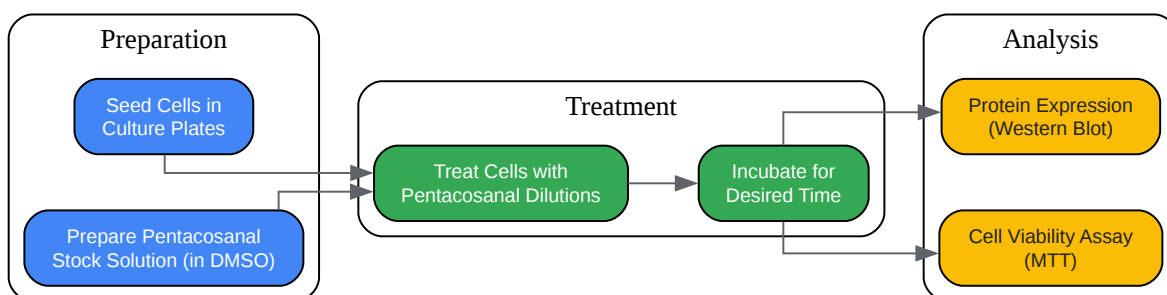 Preparation
Seed Cells in
Culture Plates
Prepare Pentacosanal
Stock Solution (in DMSO)
Treatment
Treat Cells with
Pentacosanal Dilutions
Incubate for
Desired Time
Analysis
Protein Expression
(Western Blot)
Cell Viability Assay
(MTT)